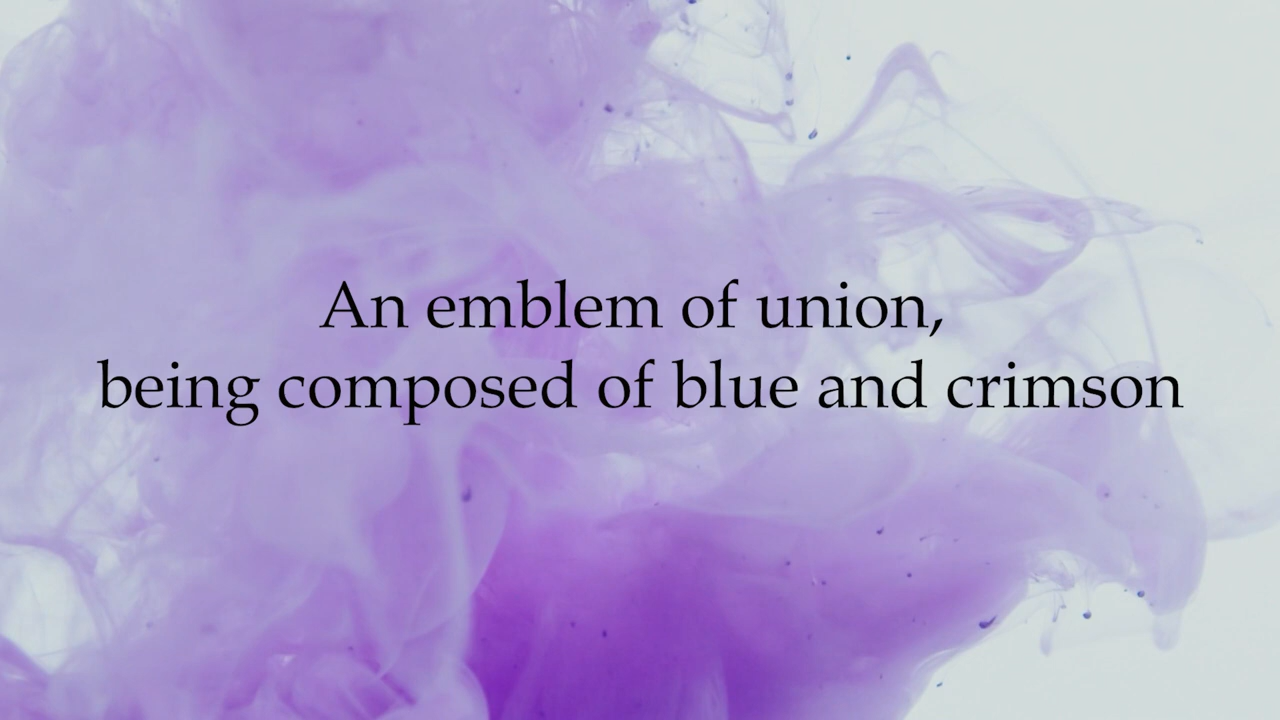 An emblem of union,
being composed of blue and crimson